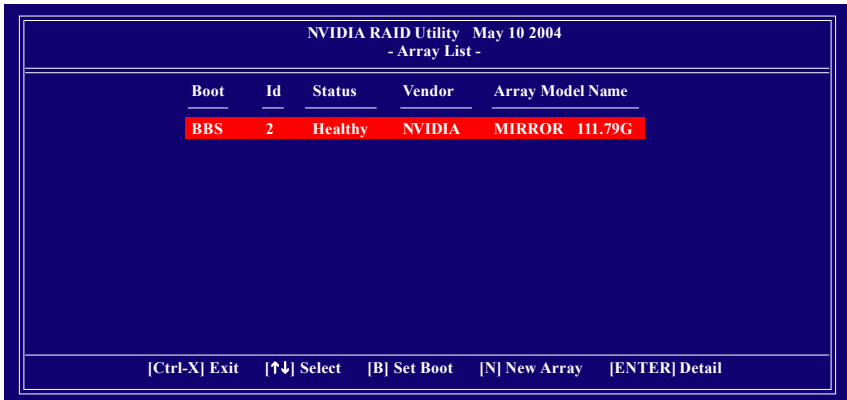 NVIDIA RAID Utility May 10 2004
- Array List -
Boot Id Status Vendor Array Model Name
BBS 2 Healthy NVIDIA MIRROR 111.79G
[Ctrl-X] Exit [↑↓] Select [B] Set Boot [N] New Array [ENTER] Detail